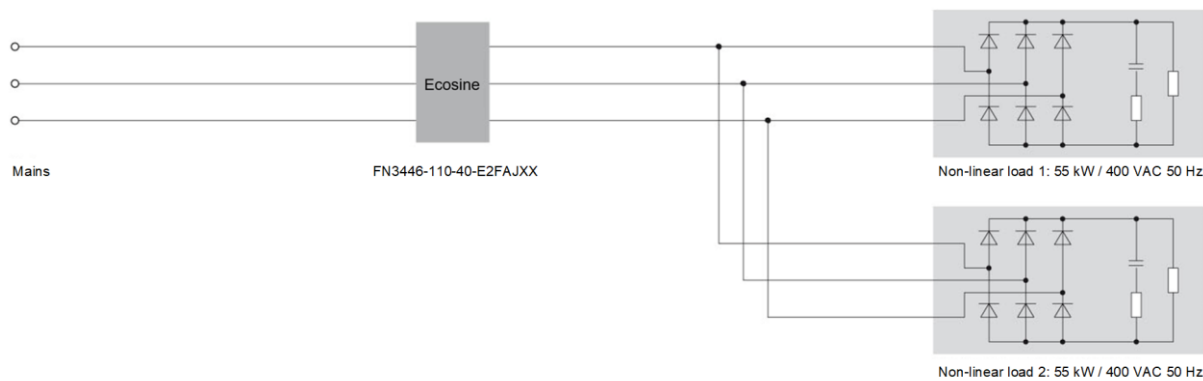 Ecosine
Mains
FN3446-110-40-E2FAJXX
Non-linear load 1: 55 kW / 400 VAC 50 Hz
Non-linear load 2: 55 kW / 400 VAC 50 Hz